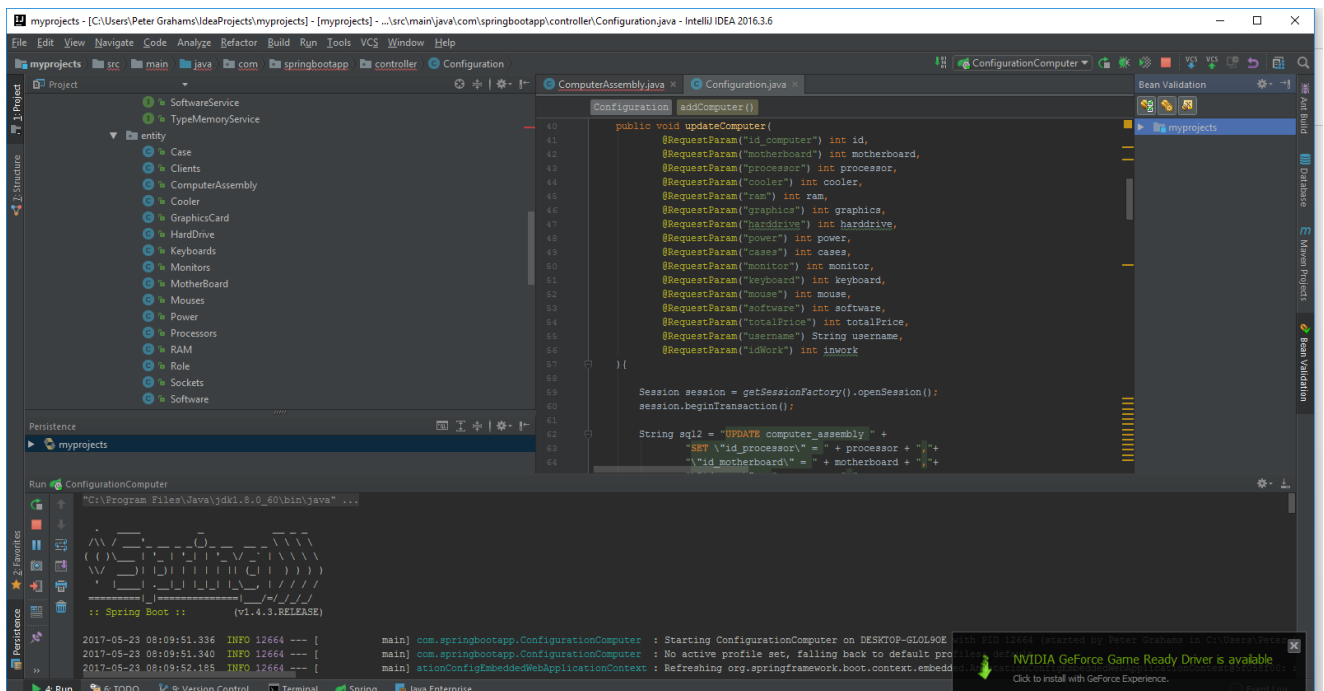 myprojects - [C:\Users\Peter Grahams\IdeaProjects\myprojects] - [myprojects] - ...\src\main\java\com\springbootapp\controller\Configuration.java - IntelliJ IDEA 2016.3.6
File Edit View Navigate Code Analyze Refactor Build Run Tools VCS Window Help
myprojects src main java com springbootapp controller Configuration
ConfigurationComputer
VCS VCS
Project
ComputerAssembly.java
Configuration.java
Bean Validation
Configuration addComputer()
myprojects
SoftwareService
TypeMemoryService
entity
Case
Clients
ComputerAssembly
Cooler
GraphicsCard
HardDrive
Keyboards
Monitors
MotherBoard
Mouses
Power
Processors
RAM
Role
Sockets
Software
40 public void updateComputer(
41 @RequestParam("id_computer") int id,
42 @RequestParam("motherboard") int motherboard,
43 @RequestParam("processor") int processor,
44 @RequestParam("cooler") int cooler,
45 @RequestParam("ram") int ram,
46 @RequestParam("graphics") int graphics,
47 @RequestParam("harddrive") int harddrive,
48 @RequestParam("power") int power,
49 @RequestParam("cases") int cases,
50 @RequestParam("monitor") int monitor,
51 @RequestParam("keyboard") int keyboard,
52 @RequestParam("mouse") int mouse,
53 @RequestParam("software") int software,
54 @RequestParam("totalPrice") int totalPrice,
55 @RequestParam("username") String username,
56 @RequestParam("idWork") int inwork
57 ){
58
59 Session session = getSessionFactory().openSession();
60 session.beginTransaction();
61
62 String sql2 = "UPDATE computer_assembly " +
63 "SET \"id_processor\" = " + processor + ","+
64 "\"id_motherboard\" = " + motherboard + ","+
1: Project
7: Structure
2: Favorites
Persistence
Ant Build
Database
Maven Projects
Bean Validation
Persistence
myprojects
Run ConfigurationComputer
"C:\Program Files\Java\jdk1.8.0_60\bin\java" ...
:: Spring Boot :: (v1.4.3.RELEASE)
2017-05-23 08:09:51.336 INFO 12664 --- [ main] com.springbootapp.ConfigurationComputer : Starting ConfigurationComputer on DESKTOP-GLOL9OE with PID 12664 (started by Peter Grahams in C:\Users\Peter
2017-05-23 08:09:51.340 INFO 12664 --- [ main] com.springbootapp.ConfigurationComputer : No active profile set, falling back to default profiles: default
2017-05-23 08:09:52.185 INFO 12664 --- [ main] ationConfigEmbeddedWebApplicationContext : Refreshing org.springframework.boot.context.embedded
NVIDIA GeForce Game Ready Driver is available
Click to install with GeForce Experience.
4: Run 6: TODO 9: Version Control Terminal Spring Java Enterprise